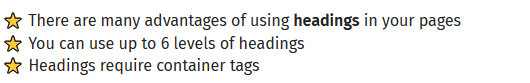 There are many advantages of using headings in your pages
You can use up to 6 levels of headings
Headings require container tags